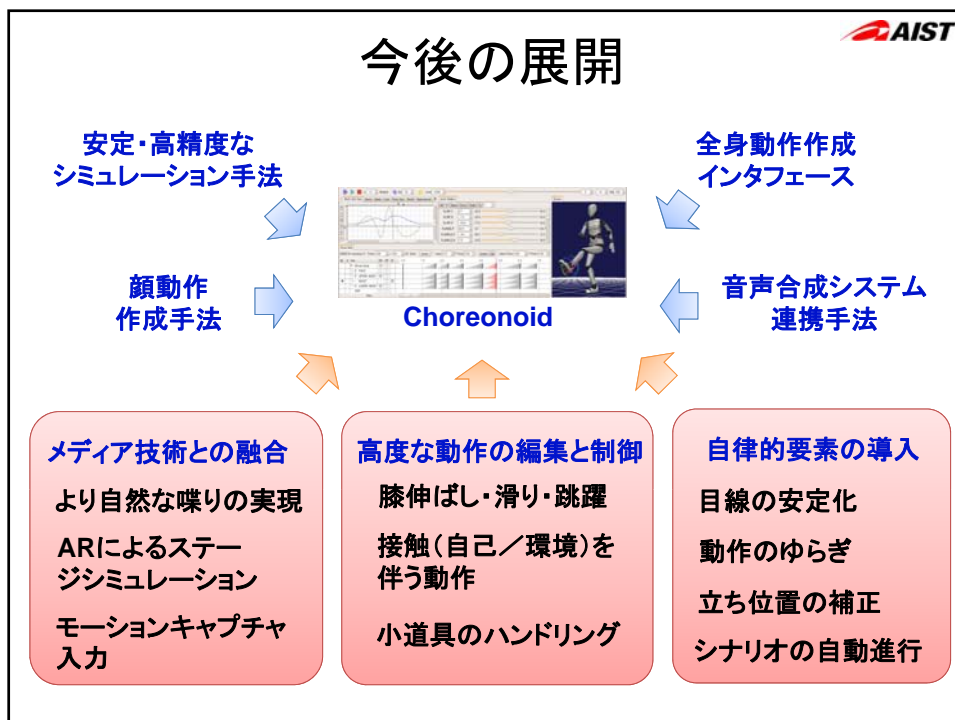 今後の展開
AIST
安定・高精度な
シミュレーション手法
全身動作作成
インタフェース
顔動作
作成手法
Choreonoid
音声合成システム
連携手法
メディア技術との融合
より自然な喋りの実現
ARによるステー
ジシミュレーション
モーションキャプチャ
入力
高度な動作の編集と制御
膝伸ばし・滑り・跳躍
接触（自己／環境）を
伴う動作
小道具のハンドリング
自律的要素の導入
目線の安定化
動作のゆらぎ
立ち位置の補正
シナリオの自動進行